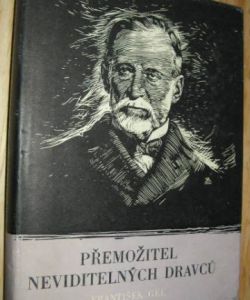 PŘEMOŽITEL
NEVIDITELNÝCH DRAVCŮ
FRANTIŠEK GEL